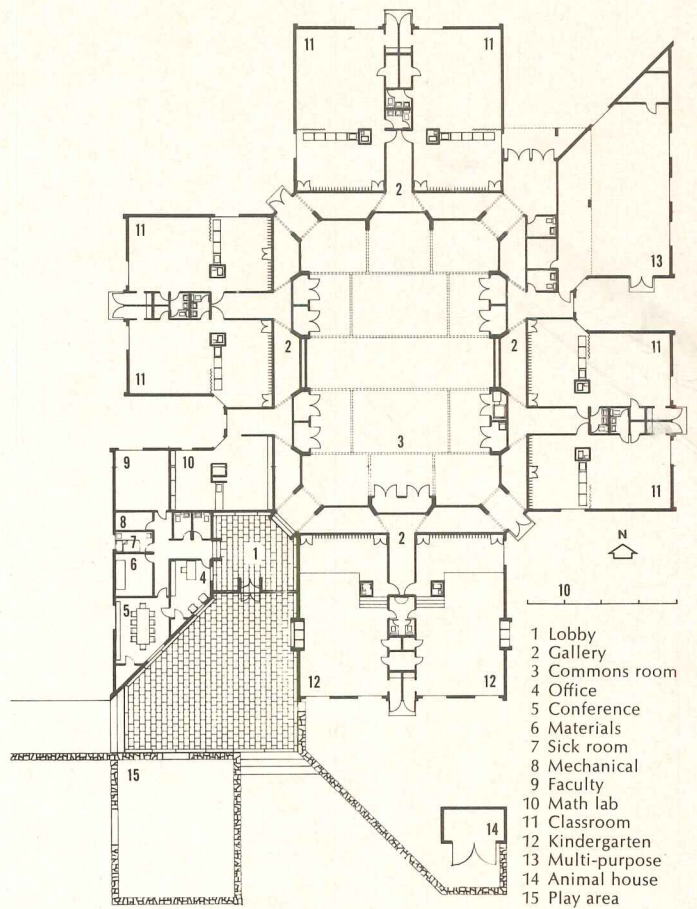 11
11
2
11
13
11
2
2
11
11
3
9
10
11
8
7
1
2
N
6
4
10
5
1 Lobby
2 Gallery
3 Commons room
12
12
4 Office
5 Conference
6 Materials
7 Sick room
8 Mechanical
9 Faculty
15
10 Math lab
11 Classroom
12 Kindergarten
14
13 Multi-purpose
14 Animal house
15 Play area